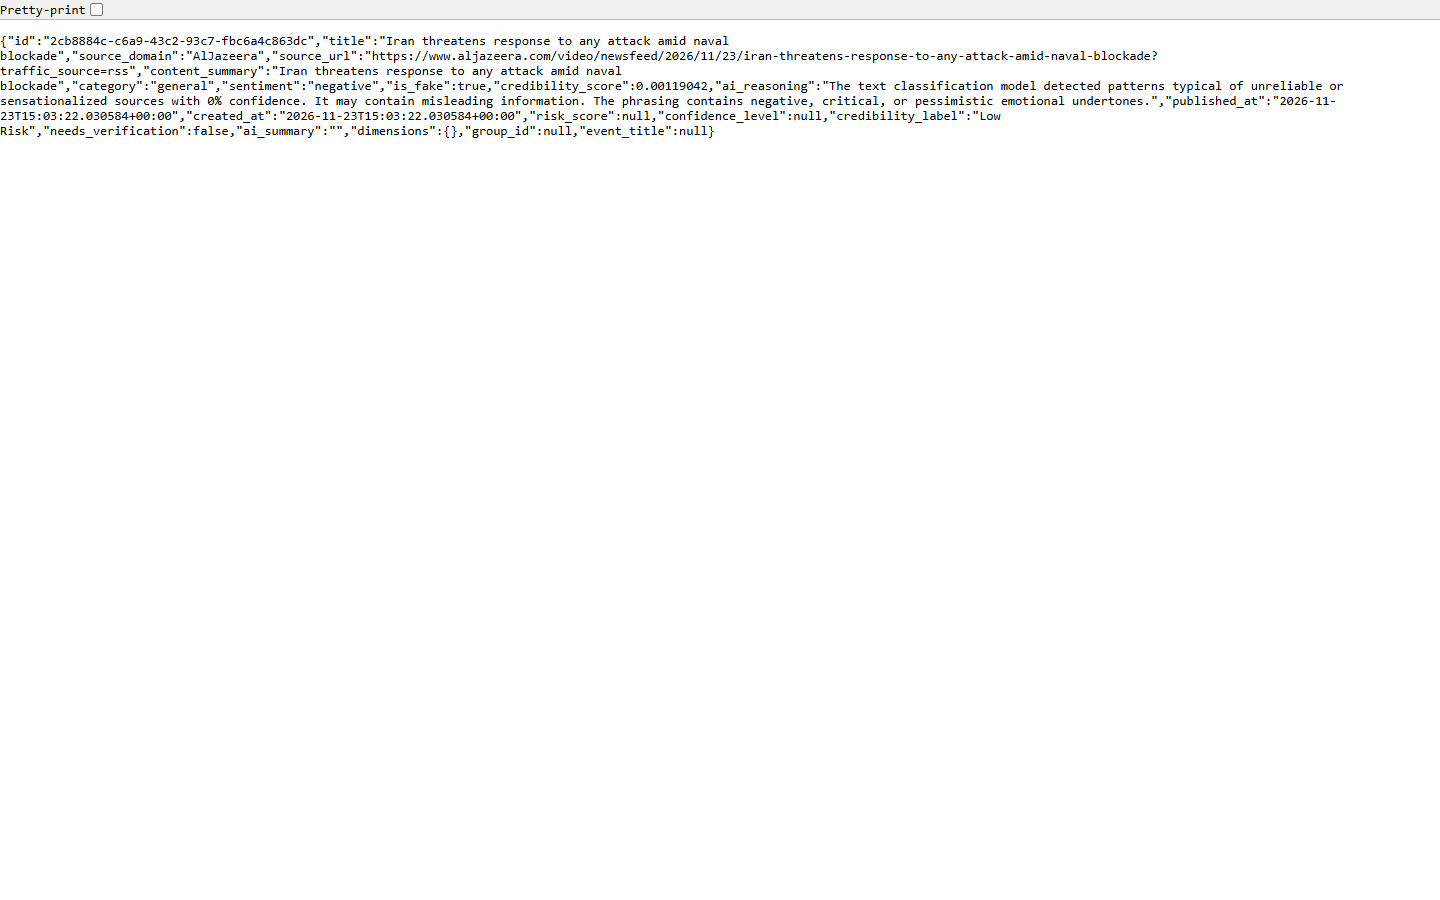 Pretty-print
{"id":"2cb8884c-c6a9-43c2-93c7-fbc6a4c863dc","title":"Iran threatens response to any attack amid naval
blockade","source_domain":"AlJazeera","source_url":"https://www.aljazeera.com/video/newsfeed/2026/11/23/iran-threatens-response-to-any-attack-amid-naval-blockade?
traffic_source=rss","content_summary":"Iran threatens response to any attack amid naval
blockade","category":"general","sentiment":"negative","is_fake":true,"credibility_score":0.00119042,"ai_reasoning":"The text classification model detected patterns typical of unreliable or
sensationalized sources with 0% confidence. It may contain misleading information. The phrasing contains negative, critical, or pessimistic emotional undertones.","published_at":"2026-11-
23T15:03:22.030584+00:00","created_at":"2026-11-23T15:03:22.030584+00:00","risk_score":null,"confidence_level":null,"credibility_label":"Low
Risk","needs_verification":false,"ai_summary":"","dimensions":{},"group_id":null,"event_title":null}